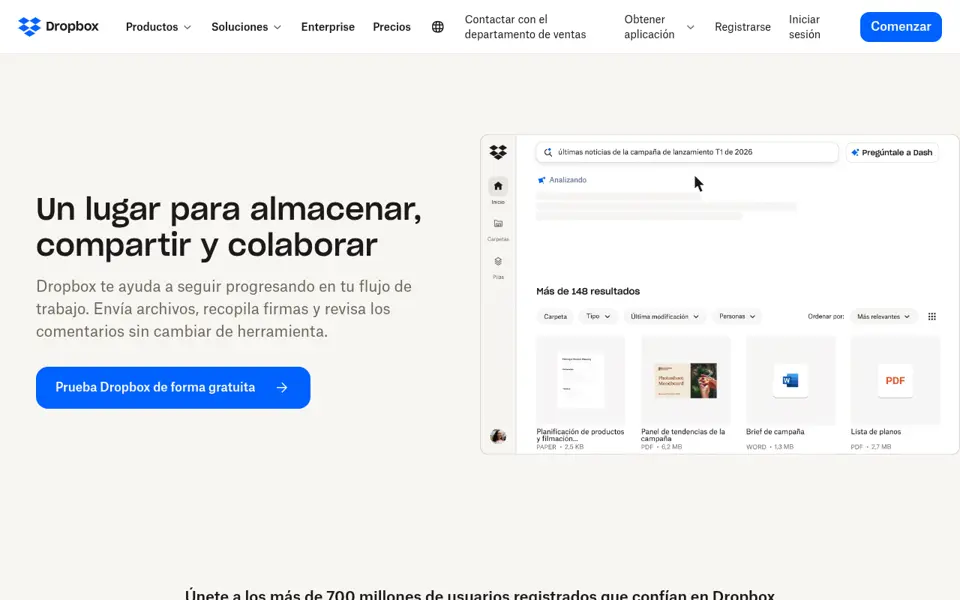 Dropbox
Productos
Soluciones
Enterprise
Precios
Contactar con el
departamento de ventas
Obtener
aplicación
Registrarse
Iniciar
sesión
Comenzar
Un lugar para almacenar,
compartir y colaborar
Dropbox te ayuda a seguir progresando en tu flujo de
trabajo. Envía archivos, recopila firmas y revisa los
comentarios sin cambiar de herramienta.
Prueba Dropbox de forma gratuita
últimas noticias de la campaña de lanzamiento T1 de 2026
Pregúntale a Dash
Analizando
Inicio
Carpetas
Pilas
Más de 148 resultados
Carpeta
Tipo
Última modificación
Personas
Ordenar por:
Más relevantes
Photoshoot
Moodboard
W
PDF
Planificación de productos
y filmación...
PAPER • 2.5 KB
Panel de tendencias de la
campaña
PDF • 6.2 MB
Brief de campaña
WORD • 1.3 MB
Lista de planos
PDF • 2.7 MB
Únete a los más de 700 millones de usuarios registrados que confían en Dropbox